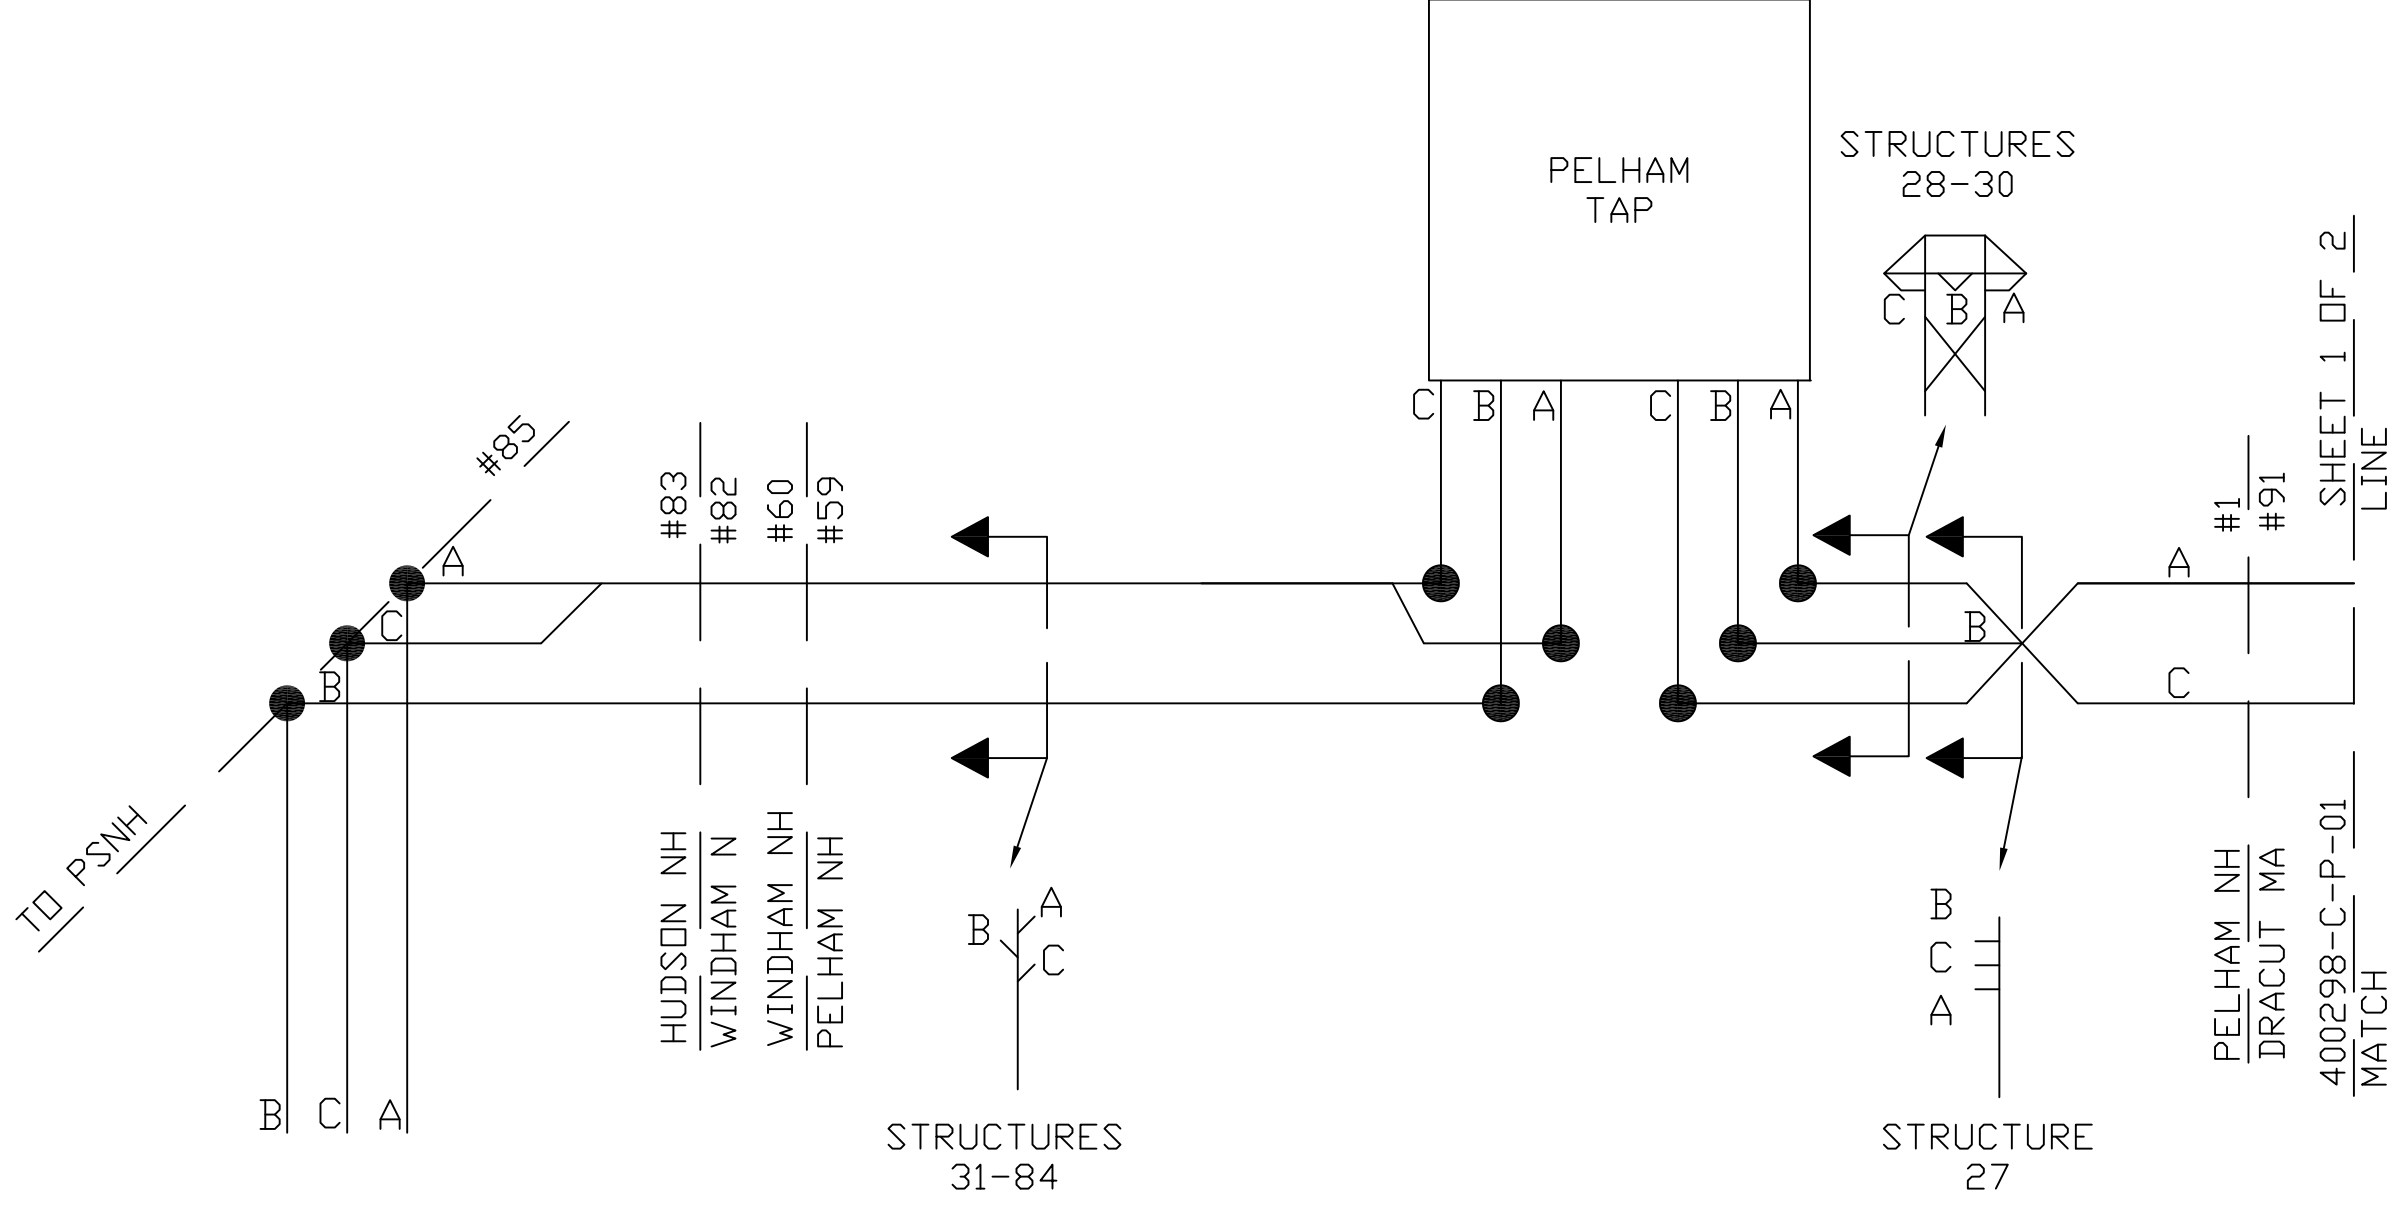 PELHAM
TAP
STRUCTURES
28-30
C
B
A
C
B
A
C
B
A
#85
A
C
B
TO PSNH
B
C
A
#83
#82
#60
#59
HUDSON NH
WINDHAM N
WINDHAM NH
PELHAM NH
A
B
C
STRUCTURES
31-84
B
A
C
B
C
A
STRUCTURE
27
#1
#91
PELHAM NH
DRACUT MA
400298-C-P-01 SHEET 1 OF 2
MATCH LINE